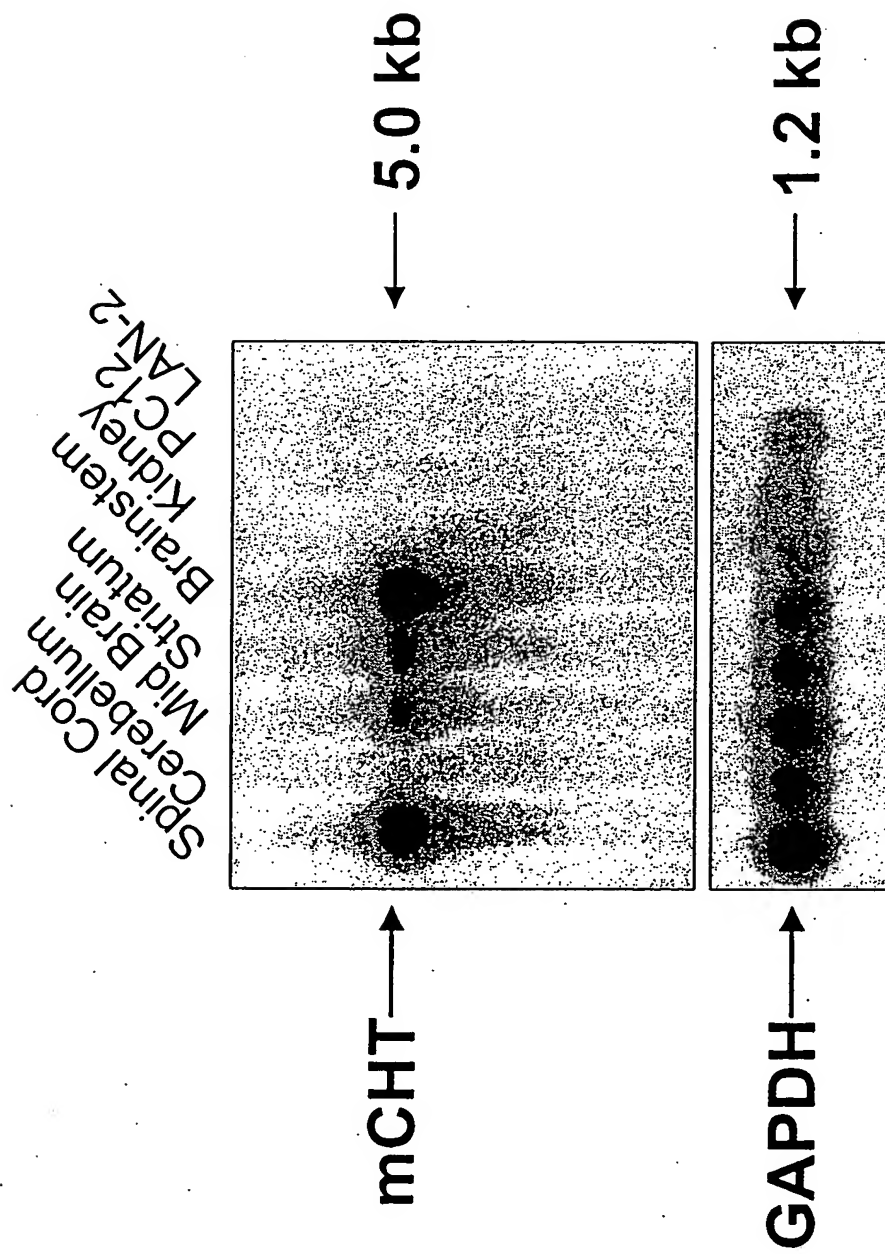 Spinal Cord
Cerebellum
Mid Brain
Striatum
Brainstem
Kidney
PC12
LAN-2
mCHT
5.0 kb
GAPDH
1.2 kb